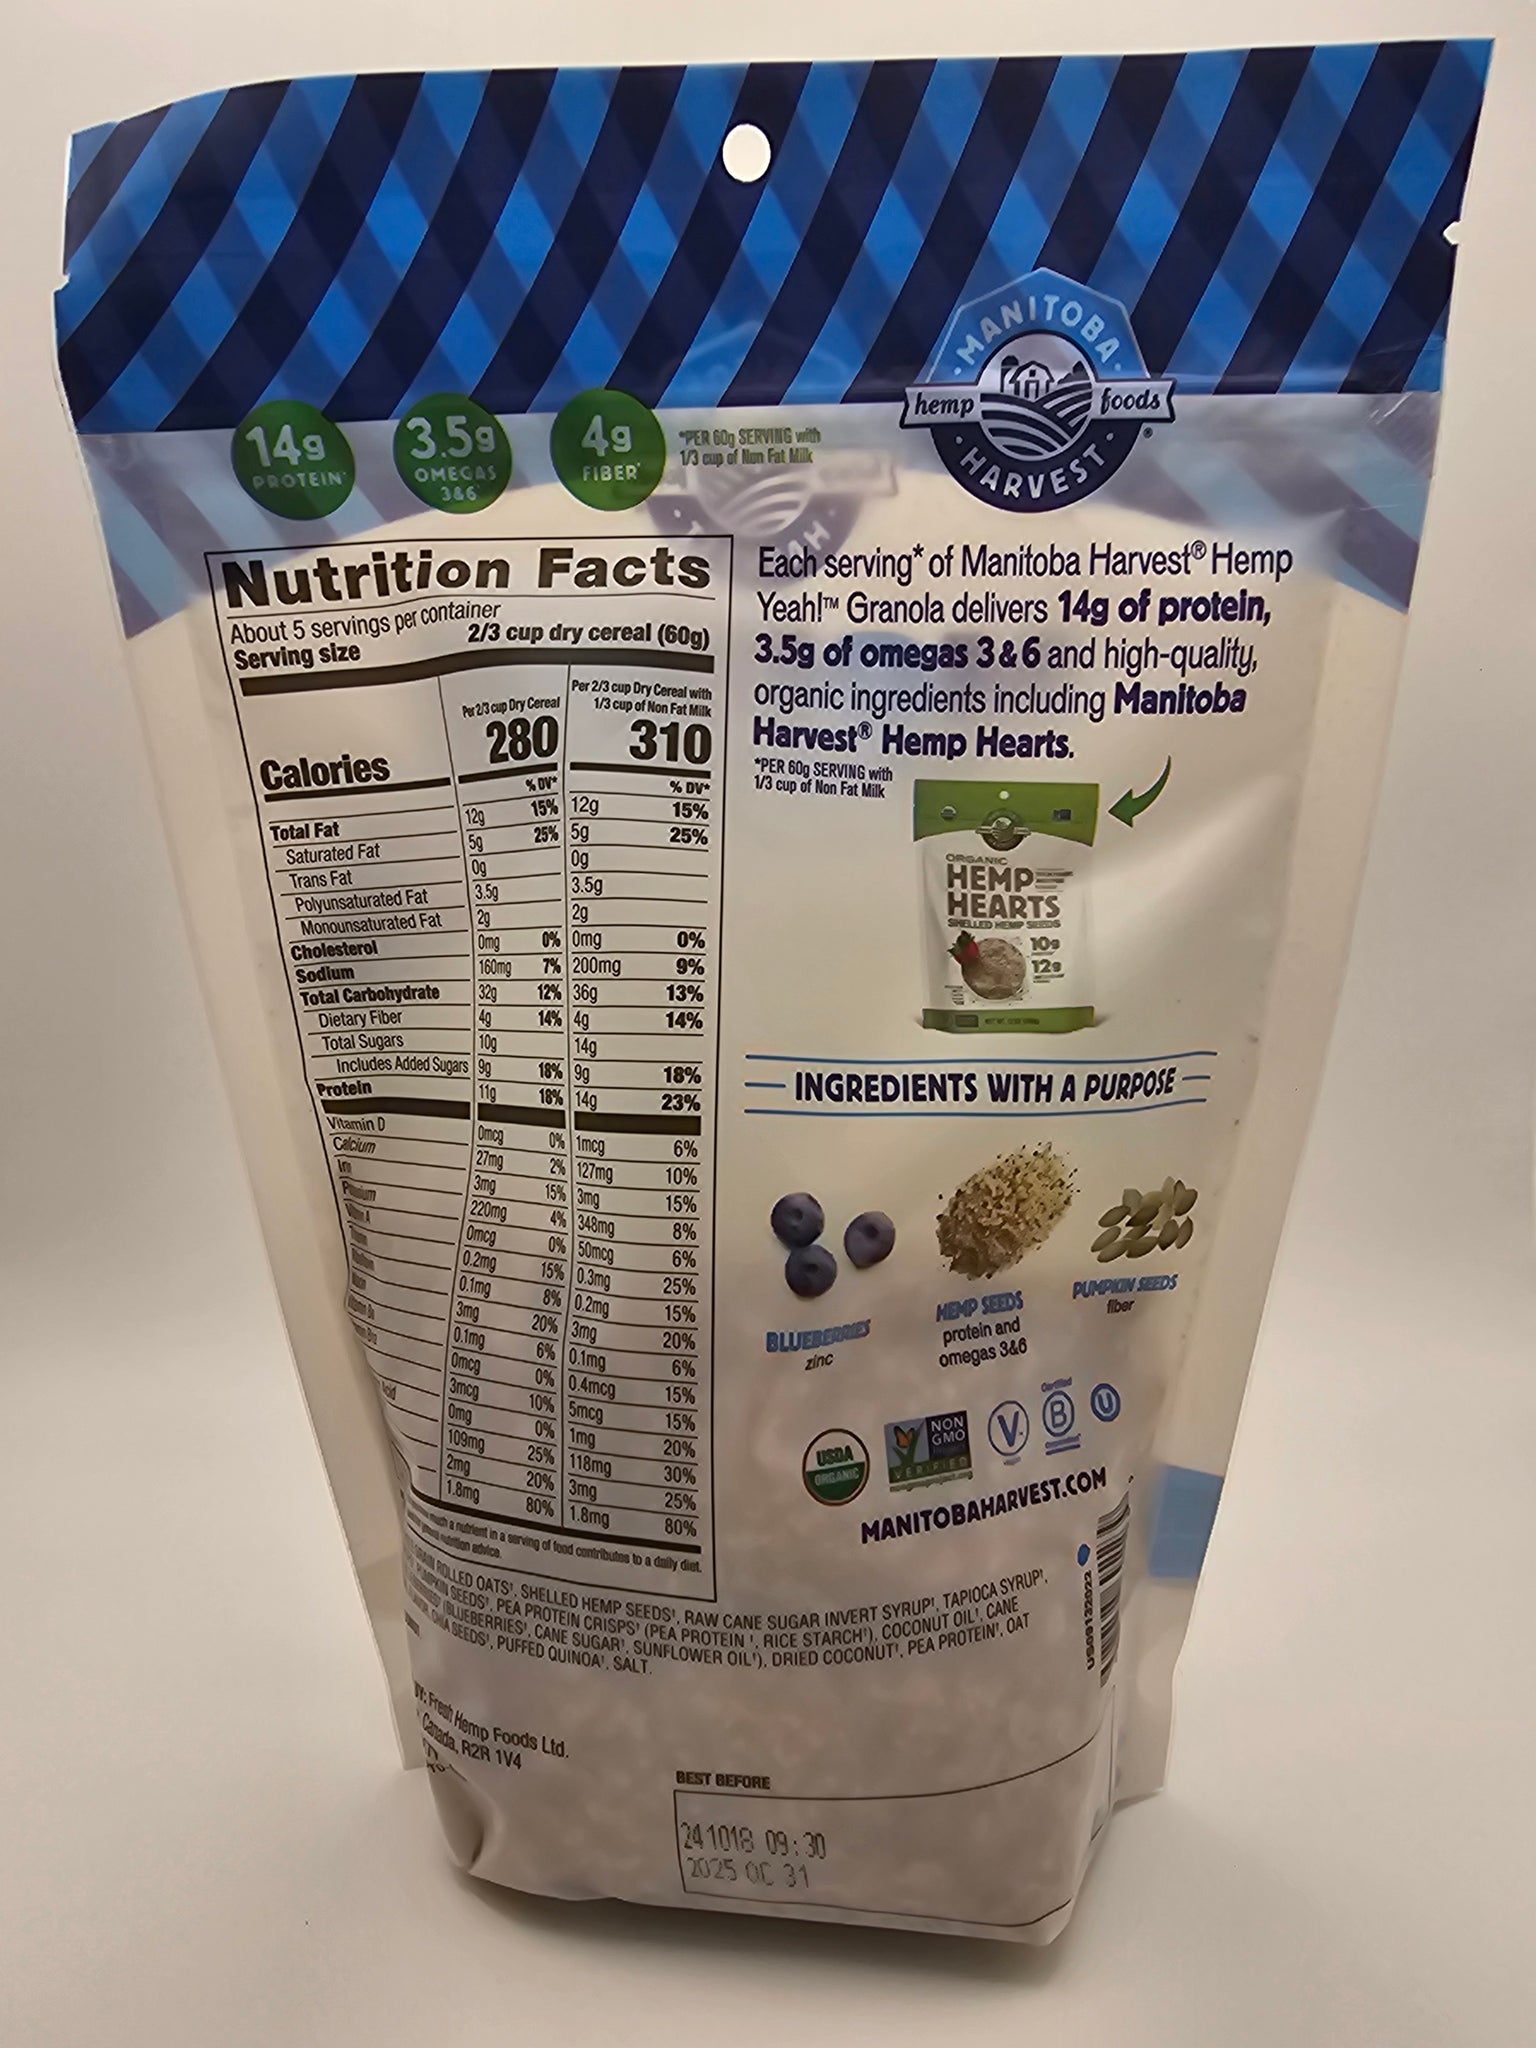 MANITOBA
hemp foods
HARVEST
14g
PROTEIN*
3.5g
OMEGAS
3&6*
4g
FIBER*
*PER 60g SERVING with
1/3 cup of Non Fat Milk
Nutrition Facts
About 5 servings per container
Serving size 2/3 cup dry cereal (60g)
Per 2/3 cup Dry Cereal
Per 2/3 cup Dry Cereal with
1/3 cup of Non Fat Milk
Calories 280 310
% DV* % DV*
Total Fat 12g 15% 12g 15%
Saturated Fat 5g 25% 5g 25%
Trans Fat 0g 0g
Polyunsaturated Fat 3.5g 3.5g
Monounsaturated Fat 2g 2g
Cholesterol 0mg 0% 0mg 0%
Sodium 160mg 7% 200mg 9%
Total Carbohydrate 32g 12% 36g 13%
Dietary Fiber 4g 14% 4g 14%
Total Sugars 10g 14g
Includes Added Sugars 9g 18% 9g 18%
Protein 11g 18% 14g 23%
Vitamin D 0mcg 0% 1mcg 6%
Calcium 27mg 2% 127mg 10%
3mg 15% 3mg 15%
220mg 4% 348mg 8%
0mcg 0% 50mcg 6%
0.2mg 15% 0.3mg 25%
0.1mg 8% 0.2mg 15%
3mg 20% 3mg 20%
0.1mg 6% 0.1mg 6%
0mcg 0% 0.4mcg 15%
3mcg 10% 5mcg 15%
0mg 0% 1mg 20%
109mg 25% 118mg 30%
2mg 20% 3mg 25%
1.8mg 80% 1.8mg 80%
much a nutrient in a serving of food contributes to a daily diet.
nutrition advice.
GRAIN ROLLED OATS†, SHELLED HEMP SEEDS†, RAW CANE SUGAR INVERT SYRUP†, TAPIOCA SYRUP†,
PUMPKIN SEEDS†, PEA PROTEIN CRISPS† (PEA PROTEIN†, RICE STARCH†), COCONUT OIL†, CANE
(BLUEBERRIES†, CANE SUGAR†, SUNFLOWER OIL†), DRIED COCONUT†, PEA PROTEIN†, OAT
CHIA SEEDS†, PUFFED QUINOA†, SALT.
BY: Fresh Hemp Foods Ltd.
Canada, R2R 1V4
Each serving* of Manitoba Harvest® Hemp
Yeah!™ Granola delivers 14g of protein,
3.5g of omegas 3 & 6 and high-quality,
organic ingredients including Manitoba
Harvest® Hemp Hearts.
*PER 60g SERVING with
1/3 cup of Non Fat Milk
ORGANIC
HEMP
HEARTS
SHELLED HEMP SEEDS
10g
12g
INGREDIENTS WITH A PURPOSE
BLUEBERRIES
zinc
HEMP SEEDS
protein and
omegas 3&6
PUMPKIN SEEDS
fiber
USDA
ORGANIC
NON
GMO
VERIFIED
V
Certified
B
U
MANITOBAHARVEST.COM
US09132022
BEST BEFORE
241018 09:30
2025 OC 31